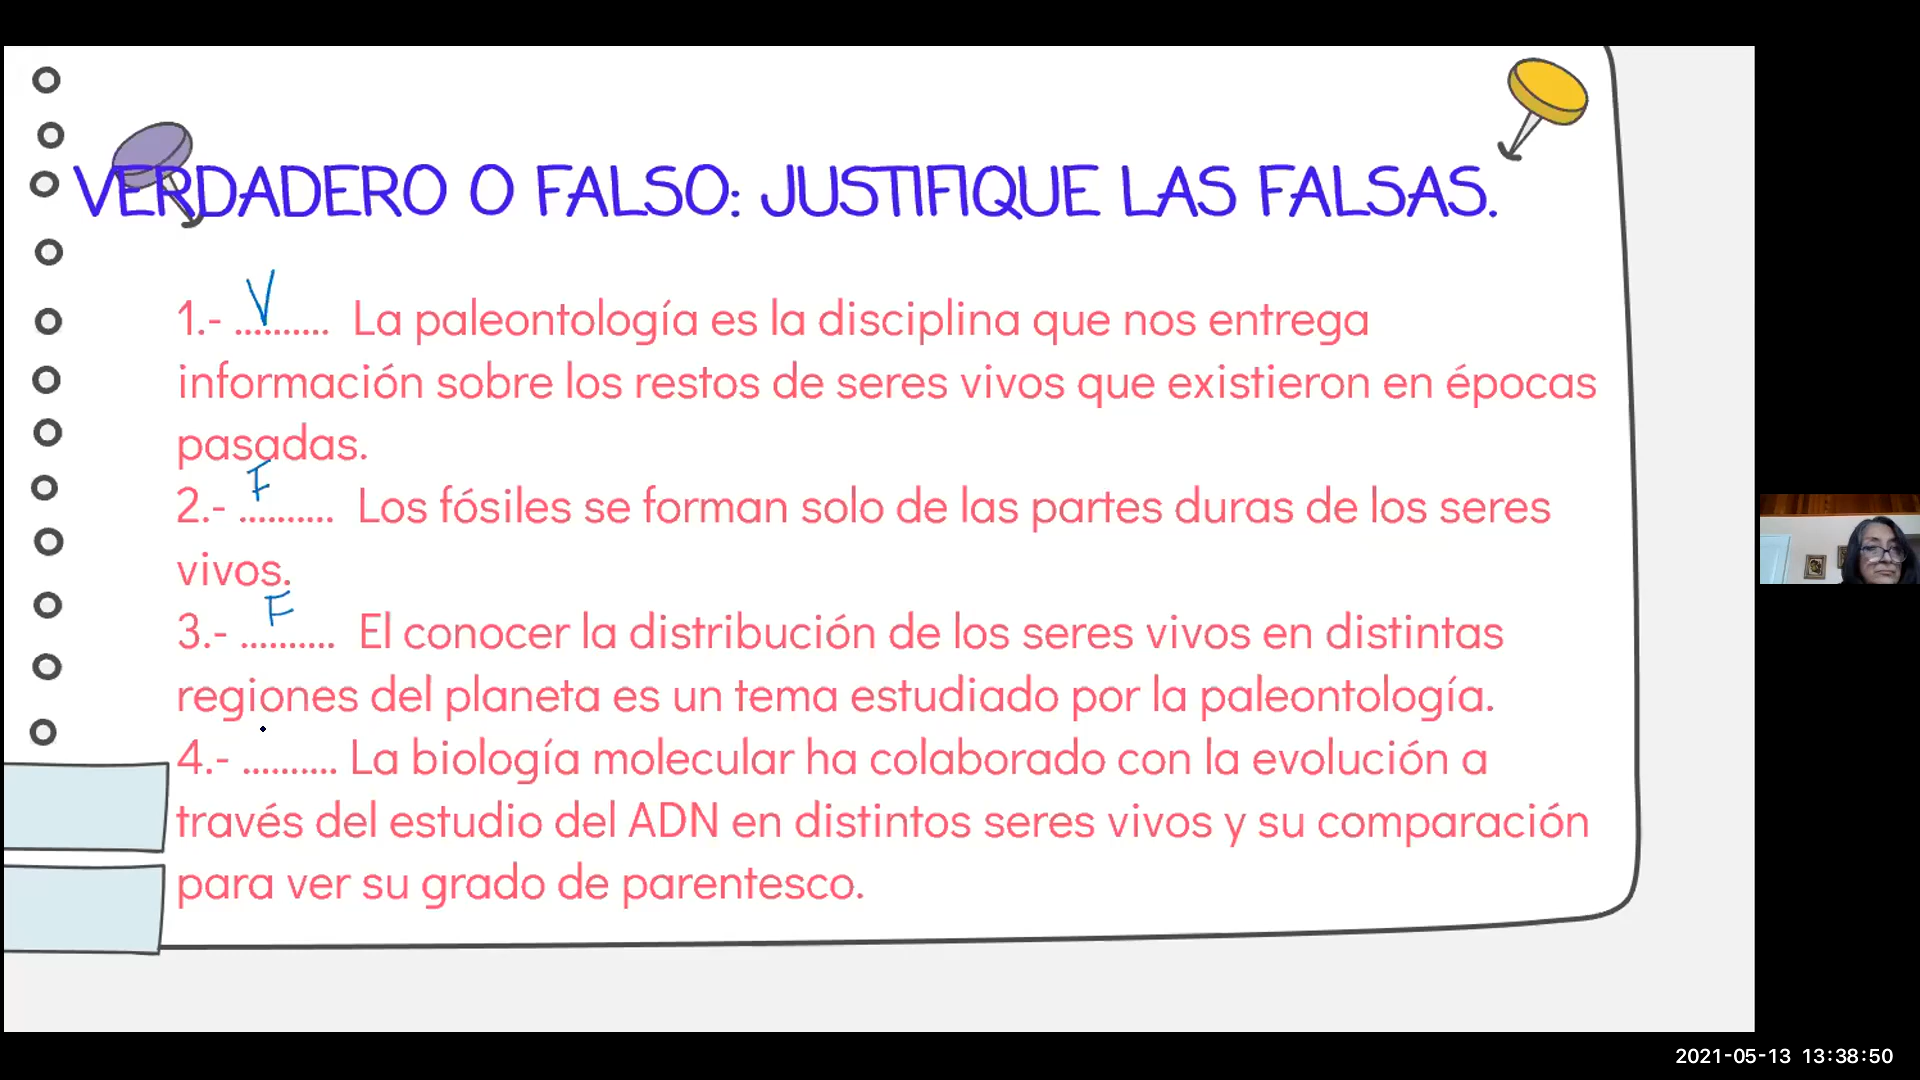 VERDADERO O FALSO: JUSTIFIQUE LAS FALSAS.
1.- ....V...... La paleontología es la disciplina que nos entrega
información sobre los restos de seres vivos que existieron en épocas
pasadas.
2.- ....F...... Los fósiles se forman solo de las partes duras de los seres
vivos.
3.- ....F...... El conocer la distribución de los seres vivos en distintas
regiones del planeta es un tema estudiado por la paleontología.
4.- .......... La biología molecular ha colaborado con la evolución a
través del estudio del ADN en distintos seres vivos y su comparación
para ver su grado de parentesco.
2021-05-13 13:38:50